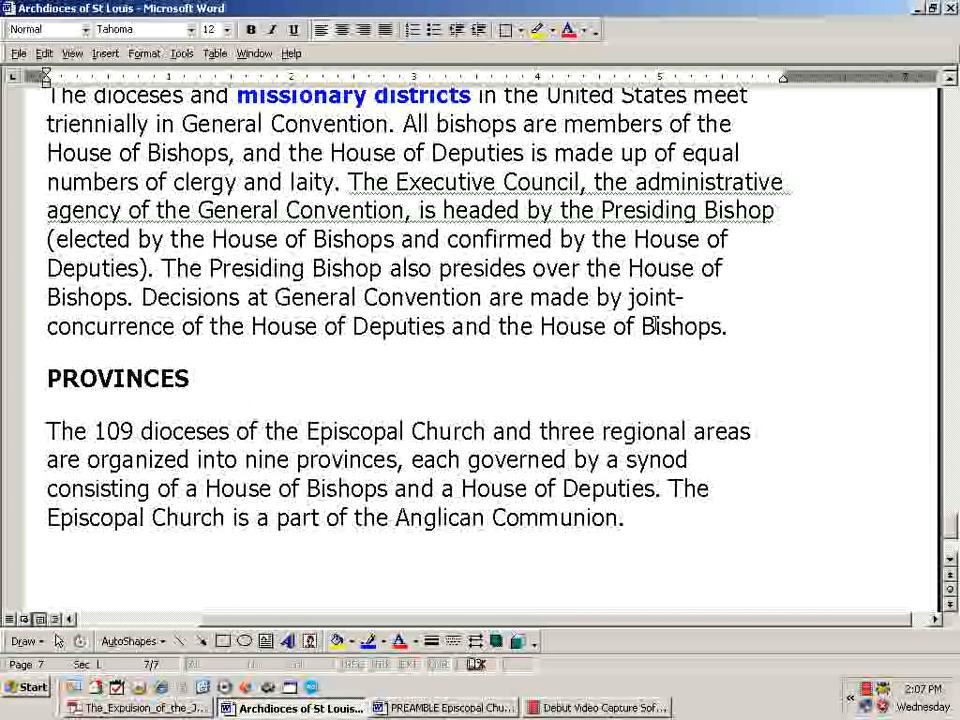 Archdioces of St Louis - Microsoft Word
Normal Tahoma 12 B I U
File Edit View Insert Format Tools Table Window Help
1 2 3 4 5 7
The dioceses and missionary districts in the United States meet
triennially in General Convention. All bishops are members of the
House of Bishops, and the House of Deputies is made up of equal
numbers of clergy and laity. The Executive Council, the administrative
agency of the General Convention, is headed by the Presiding Bishop
(elected by the House of Bishops and confirmed by the House of
Deputies). The Presiding Bishop also presides over the House of
Bishops. Decisions at General Convention are made by joint-
concurrence of the House of Deputies and the House of Bishops.
PROVINCES
The 109 dioceses of the Episcopal Church and three regional areas
are organized into nine provinces, each governed by a synod
consisting of a House of Bishops and a House of Deputies. The
Episcopal Church is a part of the Anglican Communion.
Draw AutoShapes
Page 7 Sec 1 7/7
Start 2:07 PM
The_Expulsion_of_the_J... Archdioces of St Louis... PREAMBLE Episcopal Chu... Debut Video Capture Sof... Wednesday